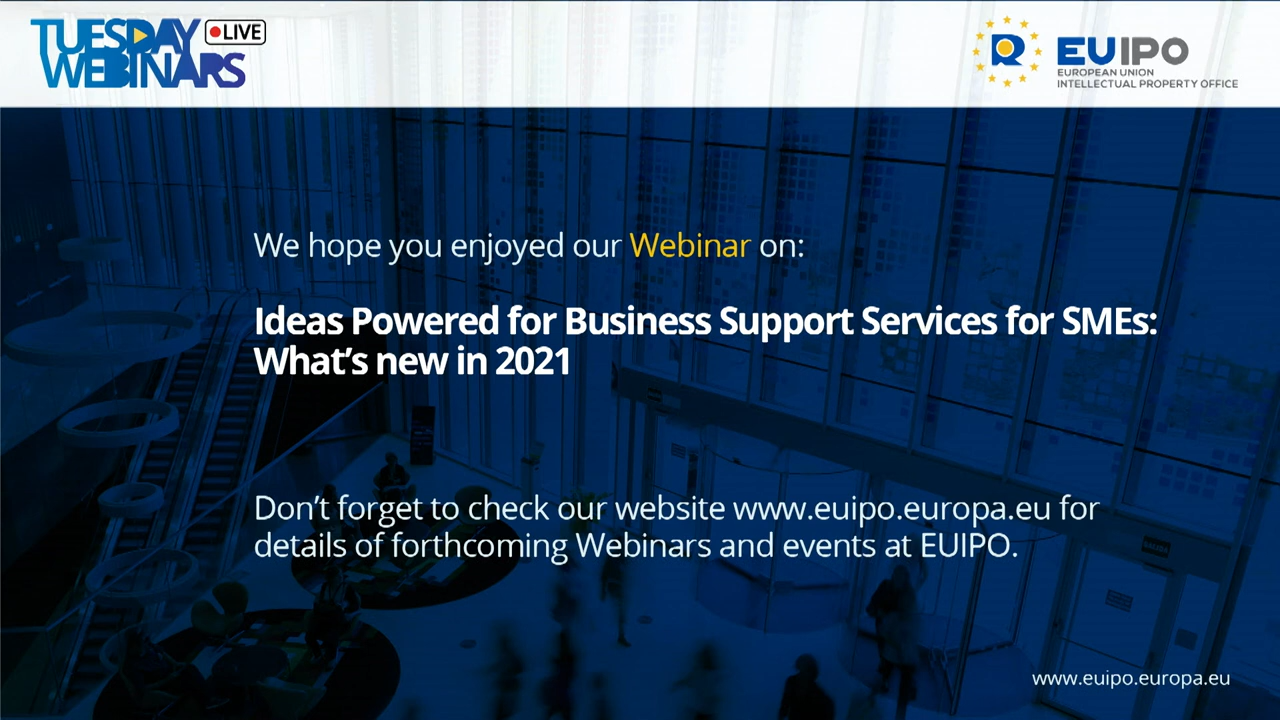 TUESDAY LIVE
WEBINARS
EUIPO
EUROPEAN UNION
INTELLECTUAL PROPERTY OFFICE
We hope you enjoyed our Webinar on:
Ideas Powered for Business Support Services for SMEs:
What's new in 2021
Don't forget to check our website www.euipo.europa.eu for
details of forthcoming Webinars and events at EUIPO.
www.euipo.europa.eu